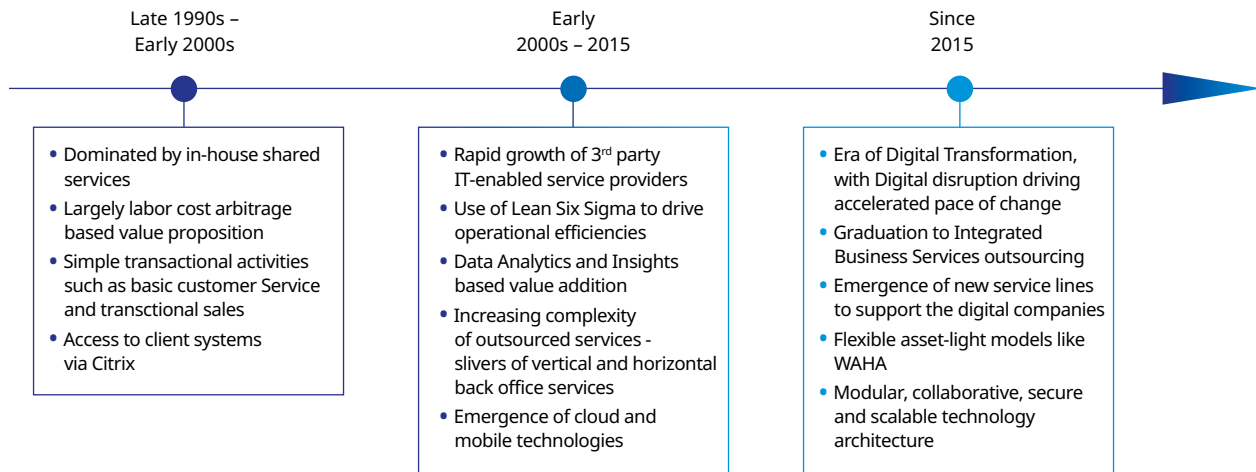 Late 1990s –
Early 2000s
Early
2000s – 2015
Since
2015
• Dominated by in-house shared
services
• Largely labor cost arbitrage
based value proposition
• Simple transactional activities
such as basic customer Service
and transctional sales
• Access to client systems
via Citrix
• Rapid growth of 3rd party
IT-enabled service providers
• Use of Lean Six Sigma to drive
operational efficiencies
• Data Analytics and Insights
based value addition
• Increasing complexity
of outsourced services -
slivers of vertical and horizontal
back office services
• Emergence of cloud and
mobile technologies
• Era of Digital Transformation,
with Digital disruption driving
accelerated pace of change
• Graduation to Integrated
Business Services outsourcing
• Emergence of new service lines
to support the digital companies
• Flexible asset-light models like
WAHA
• Modular, collaborative, secure
and scalable technology
architecture